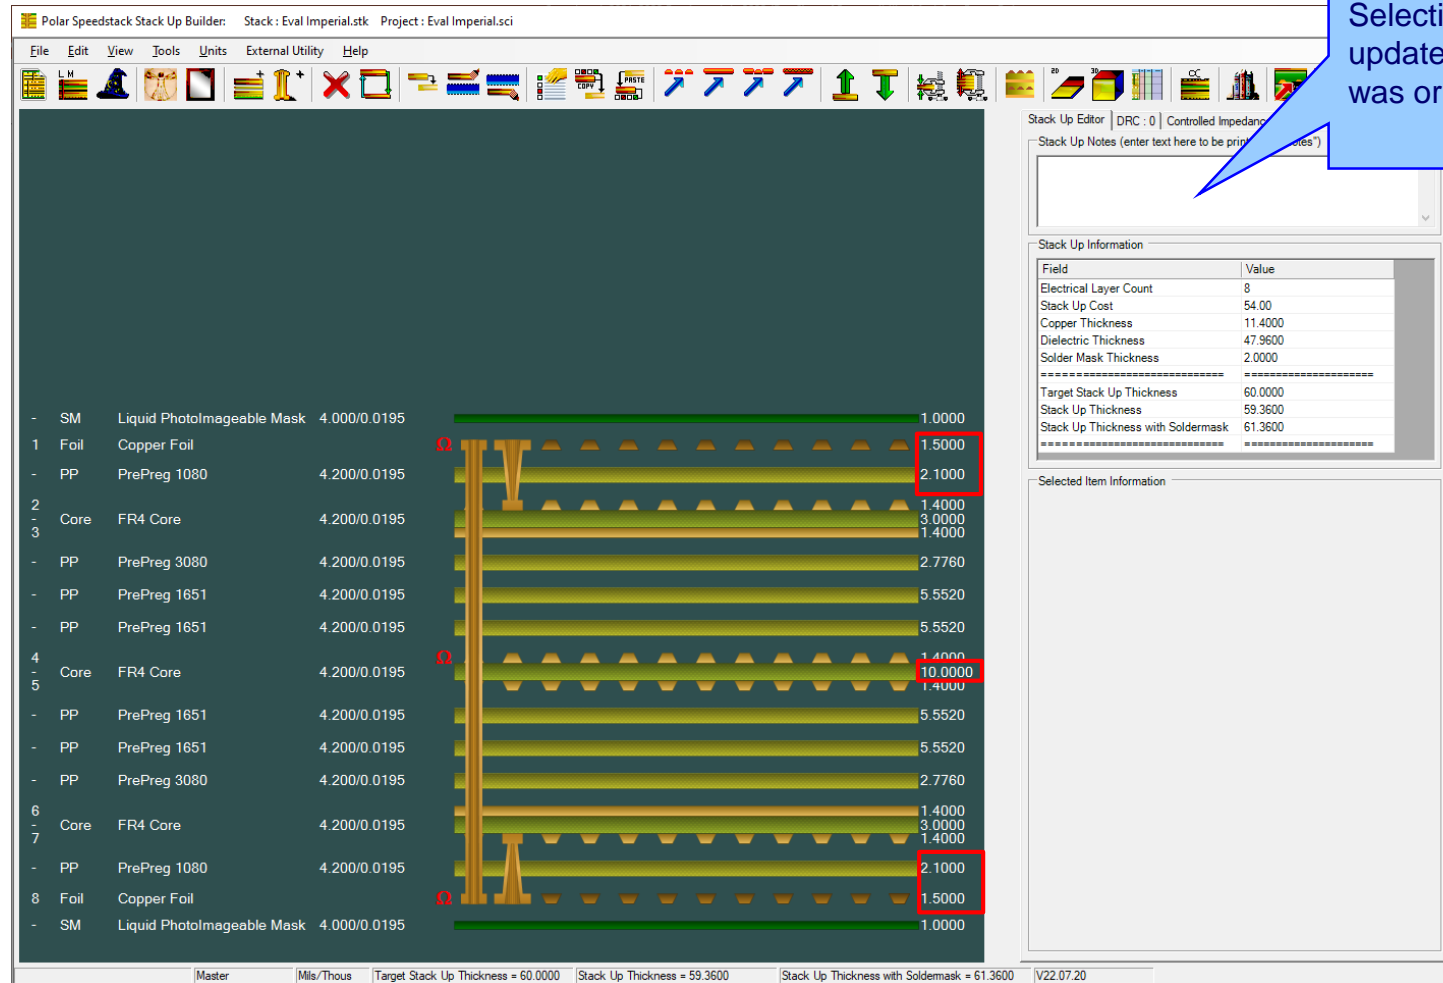 Polar Speedstack Stack Up Builder: Stack : Eval Imperial.stk Project : Eval Imperial.sci
Selecti
update
was or
File Edit View Tools Units External Utility Help
L M
COPY
PASTE
2D
3D
Stack Up Editor DRC : 0 Controlled Impedanc
Stack Up Notes (enter text here to be prin otes")
Stack Up Information
Field Value
Electrical Layer Count 8
Stack Up Cost 54.00
Copper Thickness 11.4000
Dielectric Thickness 47.9600
Solder Mask Thickness 2.0000
============================ ====================
Target Stack Up Thickness 60.0000
Stack Up Thickness 59.3600
Stack Up Thickness with Soldermask 61.3600
============================ ====================
Selected Item Information
- SM Liquid PhotoImageable Mask 4.000/0.0195 1.0000
1 Foil Copper Foil Ω 1.5000
- PP PrePreg 1080 4.200/0.0195 2.1000
2 1.4000
- Core FR4 Core 4.200/0.0195 3.0000
3 1.4000
- PP PrePreg 3080 4.200/0.0195 2.7760
- PP PrePreg 1651 4.200/0.0195 5.5520
- PP PrePreg 1651 4.200/0.0195 5.5520
4 Ω 1.4000
- Core FR4 Core 4.200/0.0195 10.0000
5 1.4000
- PP PrePreg 1651 4.200/0.0195 5.5520
- PP PrePreg 1651 4.200/0.0195 5.5520
- PP PrePreg 3080 4.200/0.0195 2.7760
6 1.4000
- Core FR4 Core 4.200/0.0195 3.0000
7 1.4000
- PP PrePreg 1080 4.200/0.0195 2.1000
8 Foil Copper Foil Ω 1.5000
- SM Liquid PhotoImageable Mask 4.000/0.0195 1.0000
Master Mils/Thous Target Stack Up Thickness = 60.0000 Stack Up Thickness = 59.3600 Stack Up Thickness with Soldermask = 61.3600 V22.07.20